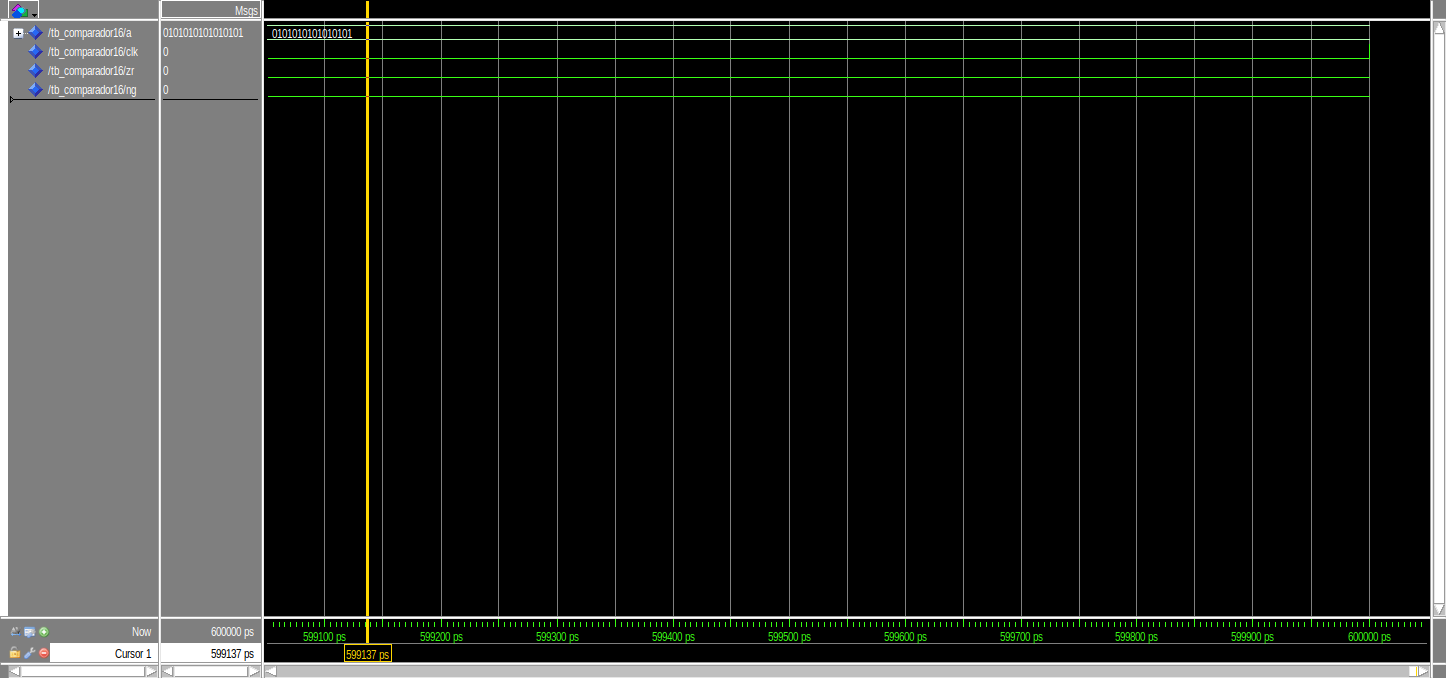 Msgs
/tb_comparador16/a 0101010101010101 0101010101010101
/tb_comparador16/clk 0
/tb_comparador16/zr 0
/tb_comparador16/ng 0
Now 600000 ps 599100 ps 599200 ps 599300 ps 599400 ps 599500 ps 599600 ps 599700 ps 599800 ps 599900 ps 600000 ps
Cursor 1 599137 ps 599137 ps